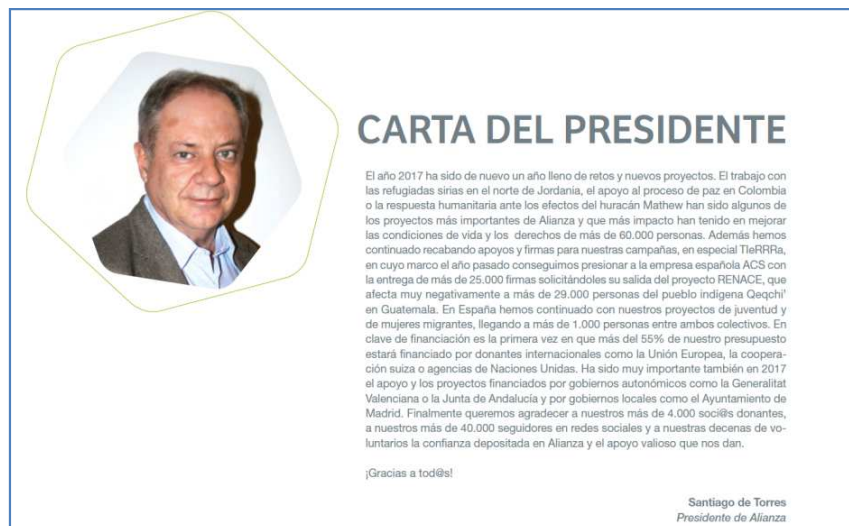 CARTA DEL PRESIDENTE
El año 2017 ha sido de nuevo un año lleno de retos y nuevos proyectos. El trabajo con
las refugiadas sirias en el norte de Jordania, el apoyo al proceso de paz en Colombia
o la respuesta humanitaria ante los efectos del huracán Mathew han sido algunos de
los proyectos más importantes de Alianza y que más impacto han tenido en mejorar
las condiciones de vida y los derechos de más de 60.000 personas. Además hemos
continuado recabando apoyos y firmas para nuestras campañas, en especial TIeRRRa,
en cuyo marco el año pasado conseguimos presionar a la empresa española ACS con
la entrega de más de 25.000 firmas solicitándoles su salida del proyecto RENACE, que
afecta muy negativamente a más de 29.000 personas del pueblo indígena Qeqchi'
en Guatemala. En España hemos continuado con nuestros proyectos de juventud y
de mujeres migrantes, llegando a más de 1.000 personas entre ambos colectivos. En
clave de financiación es la primera vez en que más del 55% de nuestro presupuesto
estará financiado por donantes internacionales como la Unión Europea, la coopera-
ción suiza o agencias de Naciones Unidas. Ha sido muy importante también en 2017
el apoyo y los proyectos financiados por gobiernos autonómicos como la Generalitat
Valenciana o la Junta de Andalucía y por gobiernos locales como el Ayuntamiento de
Madrid. Finalmente queremos agradecer a nuestros más de 4.000 soci@s donantes,
a nuestros más de 40.000 seguidores en redes sociales y a nuestras decenas de vo-
luntarios la confianza depositada en Alianza y el apoyo valioso que nos dan.
¡Gracias a tod@s!
Santiago de Torres
Presidente de Alianza